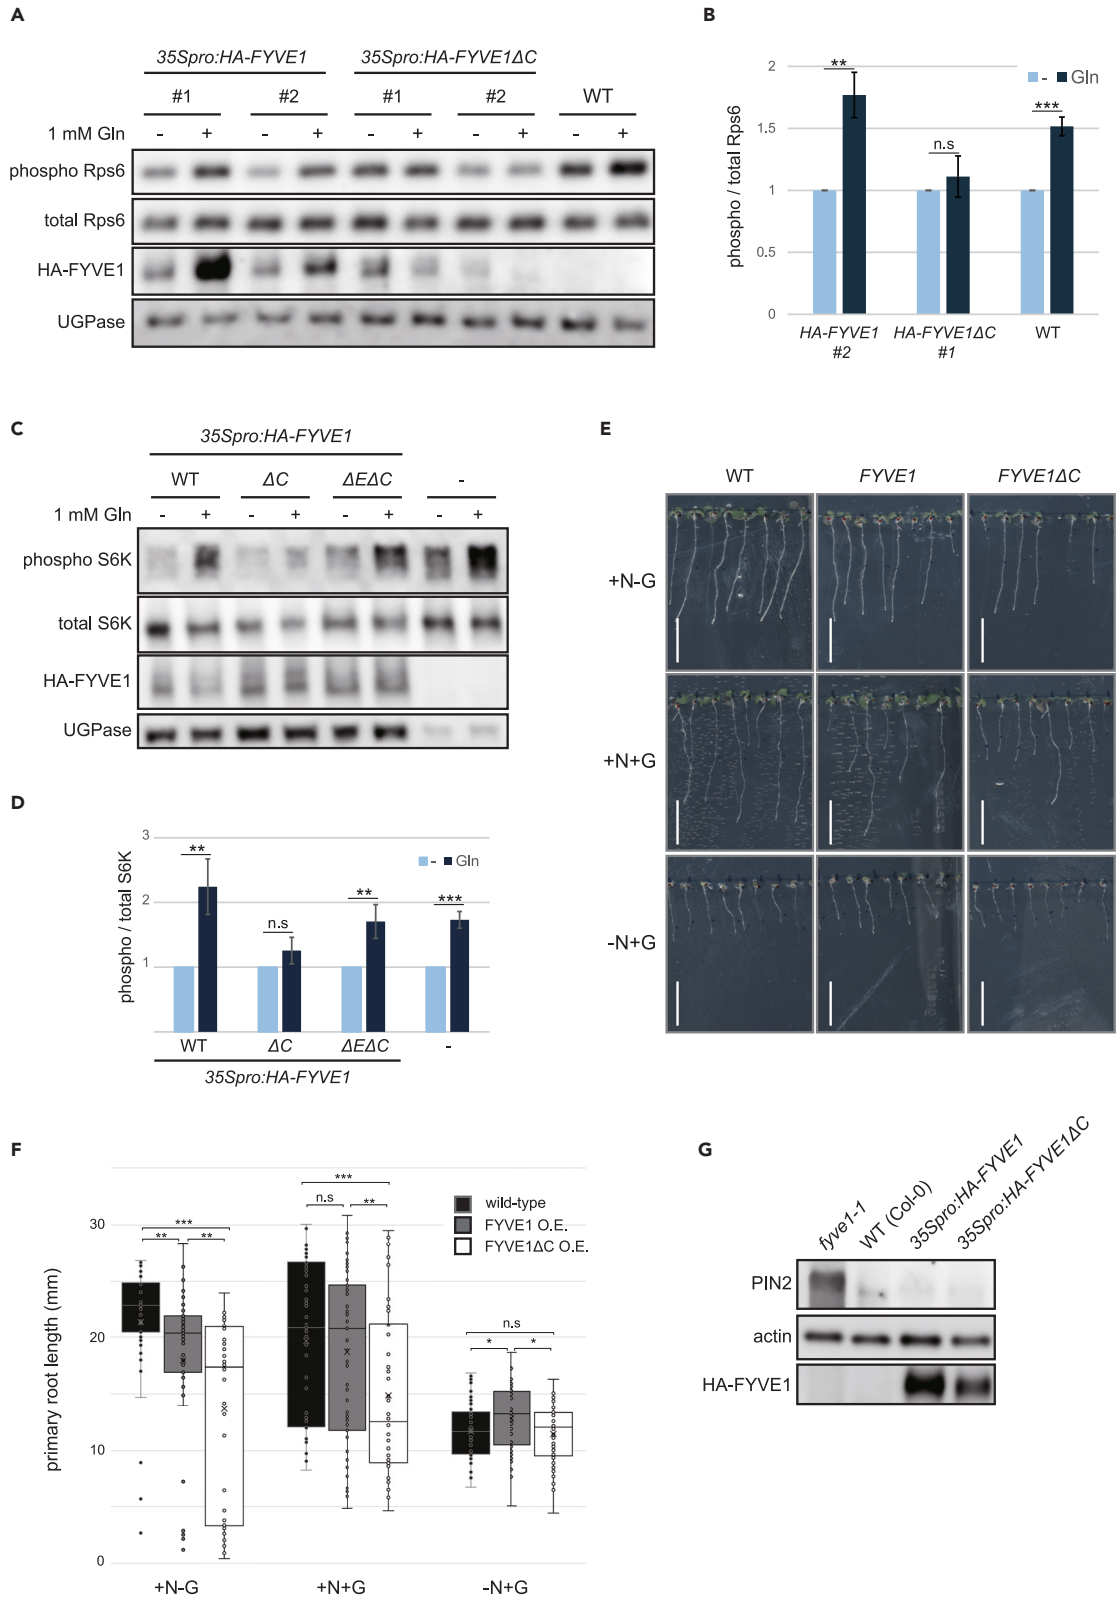 A
35Spro:HA-FYVE1 35Spro:HA-FYVE1ΔC
#1 #2 #1 #2 WT
1 mM Gln - + - + - + - + - +
phospho Rps6
total Rps6
HA-FYVE1
UGPase
B
2
1.5
1
0.5
0
phospho / total Rps6
- Gln
**
n.s
***
HA-FYVE1 #2
HA-FYVE1ΔC #1
WT
C
35Spro:HA-FYVE1
WT ΔC ΔEΔC -
1 mM Gln - + - + - + - +
phospho S6K
total S6K
HA-FYVE1
UGPase
D
3
2
1
phospho / total S6K
- Gln
**
n.s
**
***
WT ΔC ΔEΔC -
35Spro:HA-FYVE1
E
WT FYVE1 FYVE1ΔC
+N-G
+N+G
-N+G
F
30
20
10
0
primary root length (mm)
wild-type
FYVE1 O.E.
FYVE1ΔC O.E.
***
** **
***
n.s **
n.s
* *
+N-G +N+G -N+G
G
fyve1-1
WT (Col-0)
35Spro:HA-FYVE1
35Spro:HA-FYVE1ΔC
PIN2
actin
HA-FYVE1